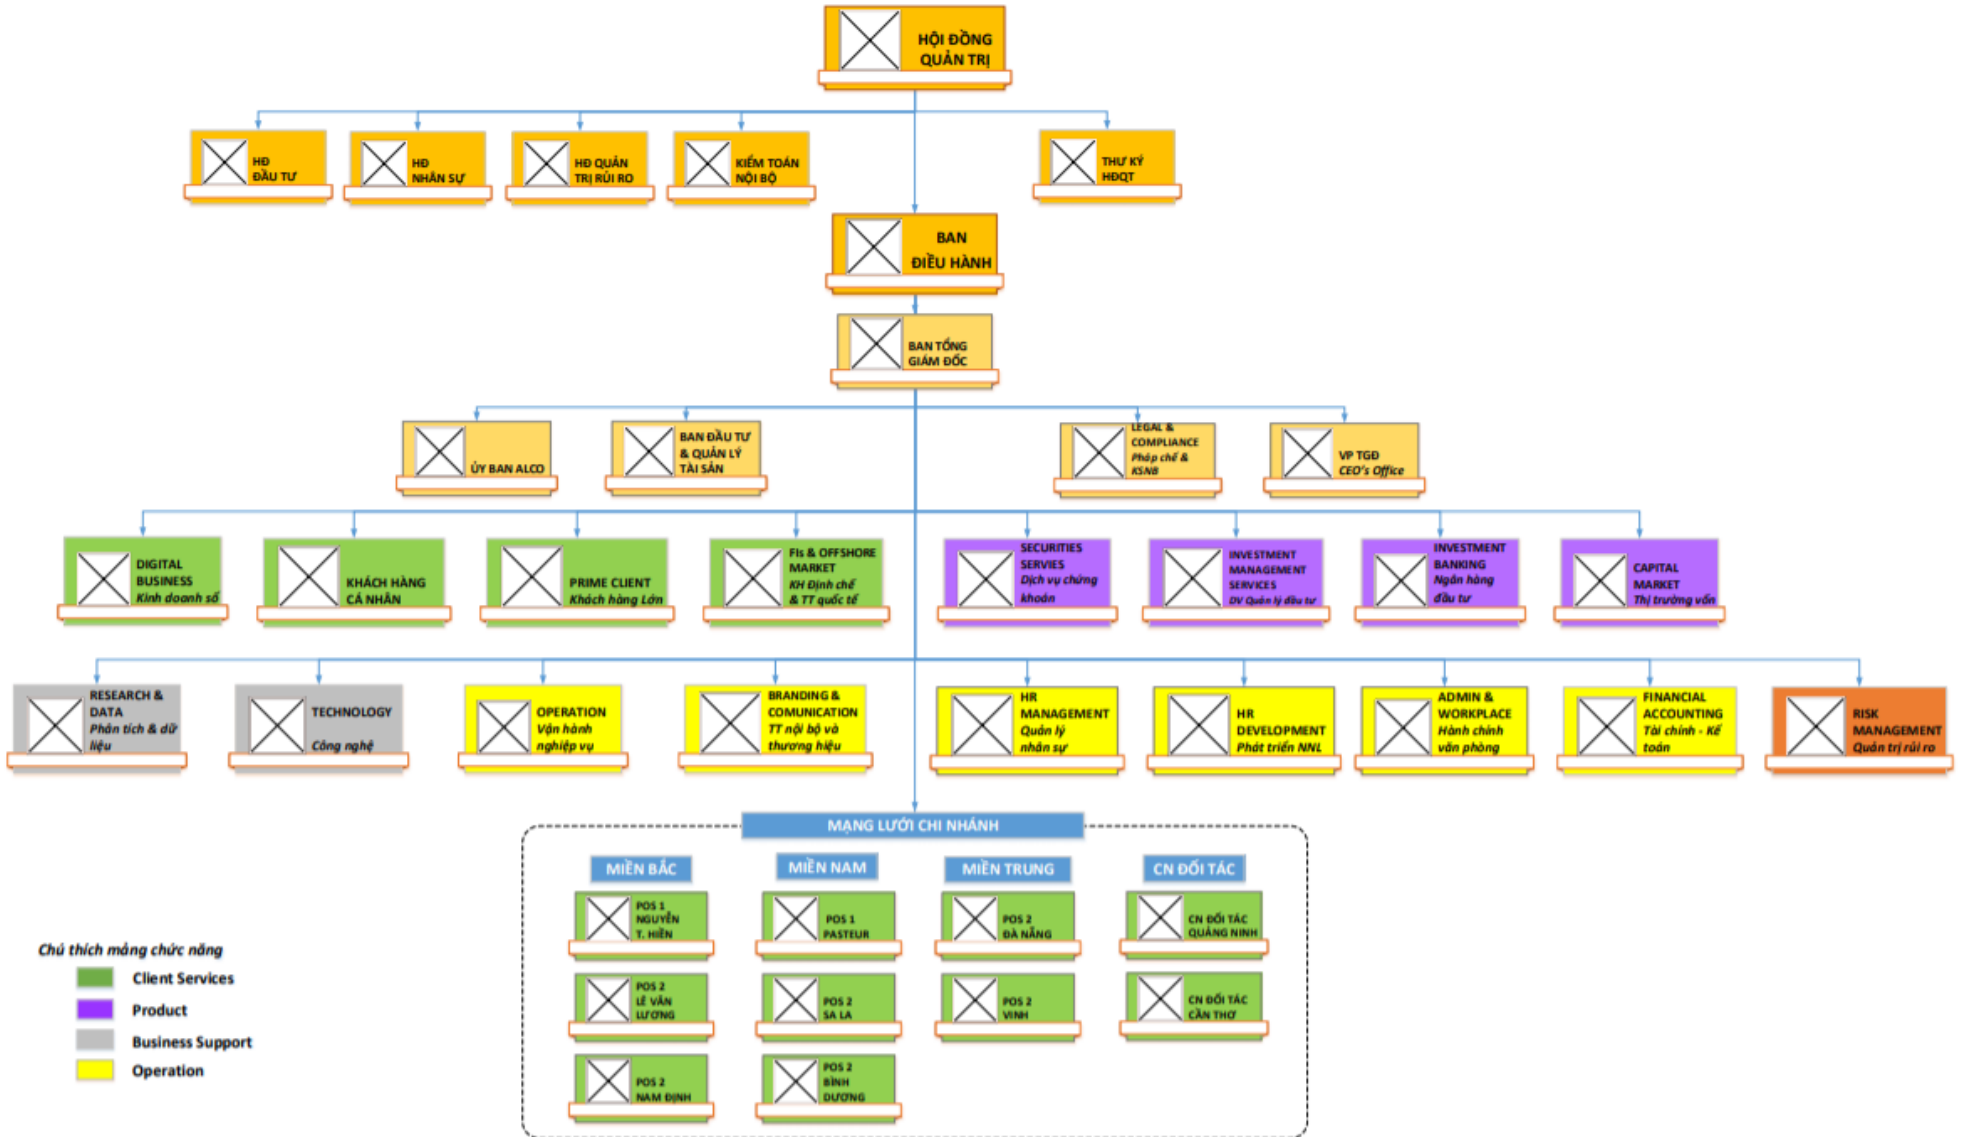 HỘI ĐỒNG
QUẢN TRỊ
HĐ
ĐẦU TƯ
HĐ
NHÂN SỰ
HĐ QUẢN
TRỊ RỦI RO
KIỂM TOÁN
NỘI BỘ
THƯ KÝ
HĐQT
BAN
ĐIỀU HÀNH
BAN TỔNG
GIÁM ĐỐC
ỦY BAN ALCO
BAN ĐẦU TƯ
& QUẢN LÝ
TÀI SẢN
LEGAL &
COMPLIANCE
Pháp chế &
KSNB
VP TGĐ
CEO's Office
DIGITAL
BUSINESS
Kinh doanh số
KHÁCH HÀNG
CÁ NHÂN
PRIME CLIENT
Khách hàng Lớn
FIs & OFFSHORE
MARKET
KH Định chế
& TT quốc tế
SECURITIES
SERVIES
Dịch vụ chứng
khoán
INVESTMENT
MANAGEMENT
SERVICES
DV Quản lý đầu tư
INVESTMENT
BANKING
Ngân hàng
đầu tư
CAPITAL
MARKET
Thị trường vốn
RESEARCH &
DATA
Phân tích & dữ
liệu
TECHNOLOGY
Công nghệ
OPERATION
Vận hành
nghiệp vụ
BRANDING &
COMUNICATION
TT nội bộ và
thương hiệu
HR
MANAGEMENT
Quản lý
nhân sự
HR
DEVELOPMENT
Phát triển NNL
ADMIN &
WORKPLACE
Hành chính
văn phòng
FINANCIAL
ACCOUNTING
Tài chính - Kế
toán
RISK
MANAGEMENT
Quản trị rủi ro
MẠNG LƯỚI CHI NHÁNH
MIỀN BẮC
MIỀN NAM
MIỀN TRUNG
CN ĐỐI TÁC
POS 1
NGUYỄN
T. HIỀN
POS 1
PASTEUR
POS 2
ĐÀ NẴNG
CN ĐỐI TÁC
QUẢNG NINH
POS 2
LÊ VĂN
LƯƠNG
POS 2
SA LA
POS 2
VINH
CN ĐỐI TÁC
CẦN THƠ
POS 2
NAM ĐỊNH
POS 2
BÌNH
DƯƠNG
Chú thích mảng chức năng
Client Services
Product
Business Support
Operation